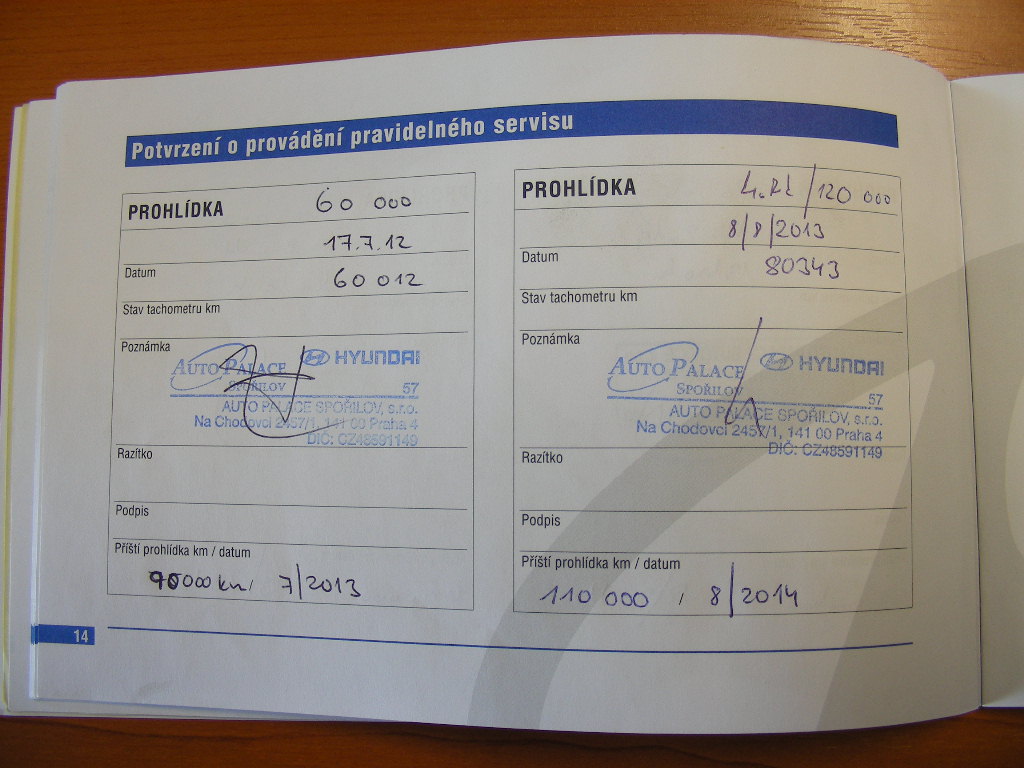 Potvrzení o provádění pravidelného servisu
PROHLÍDKA 60 000
17.7.12
Datum
60 012
Stav tachometru km
Poznámka
AUTO PALACE HYUNDAI
SPOŘILOV
57
AUTO PALACE SPOŘILOV, s.r.o.
Na Chodovci 2457/1, 141 00 Praha 4
DIČ: CZ48591149
Razítko
Podpis
Příští prohlídka km / datum
90000 km/ 7/2013
PROHLÍDKA 4. /120 000
8/8/2013
Datum
80343
Stav tachometru km
Poznámka
AUTO PALACE HYUNDAI
SPOŘILOV
57
AUTO PALACE SPOŘILOV, s.r.o.
Na Chodovci 2457/1, 141 00 Praha 4
DIČ: CZ48591149
Razítko
Podpis
Příští prohlídka km / datum
110 000 / 8/2014
14